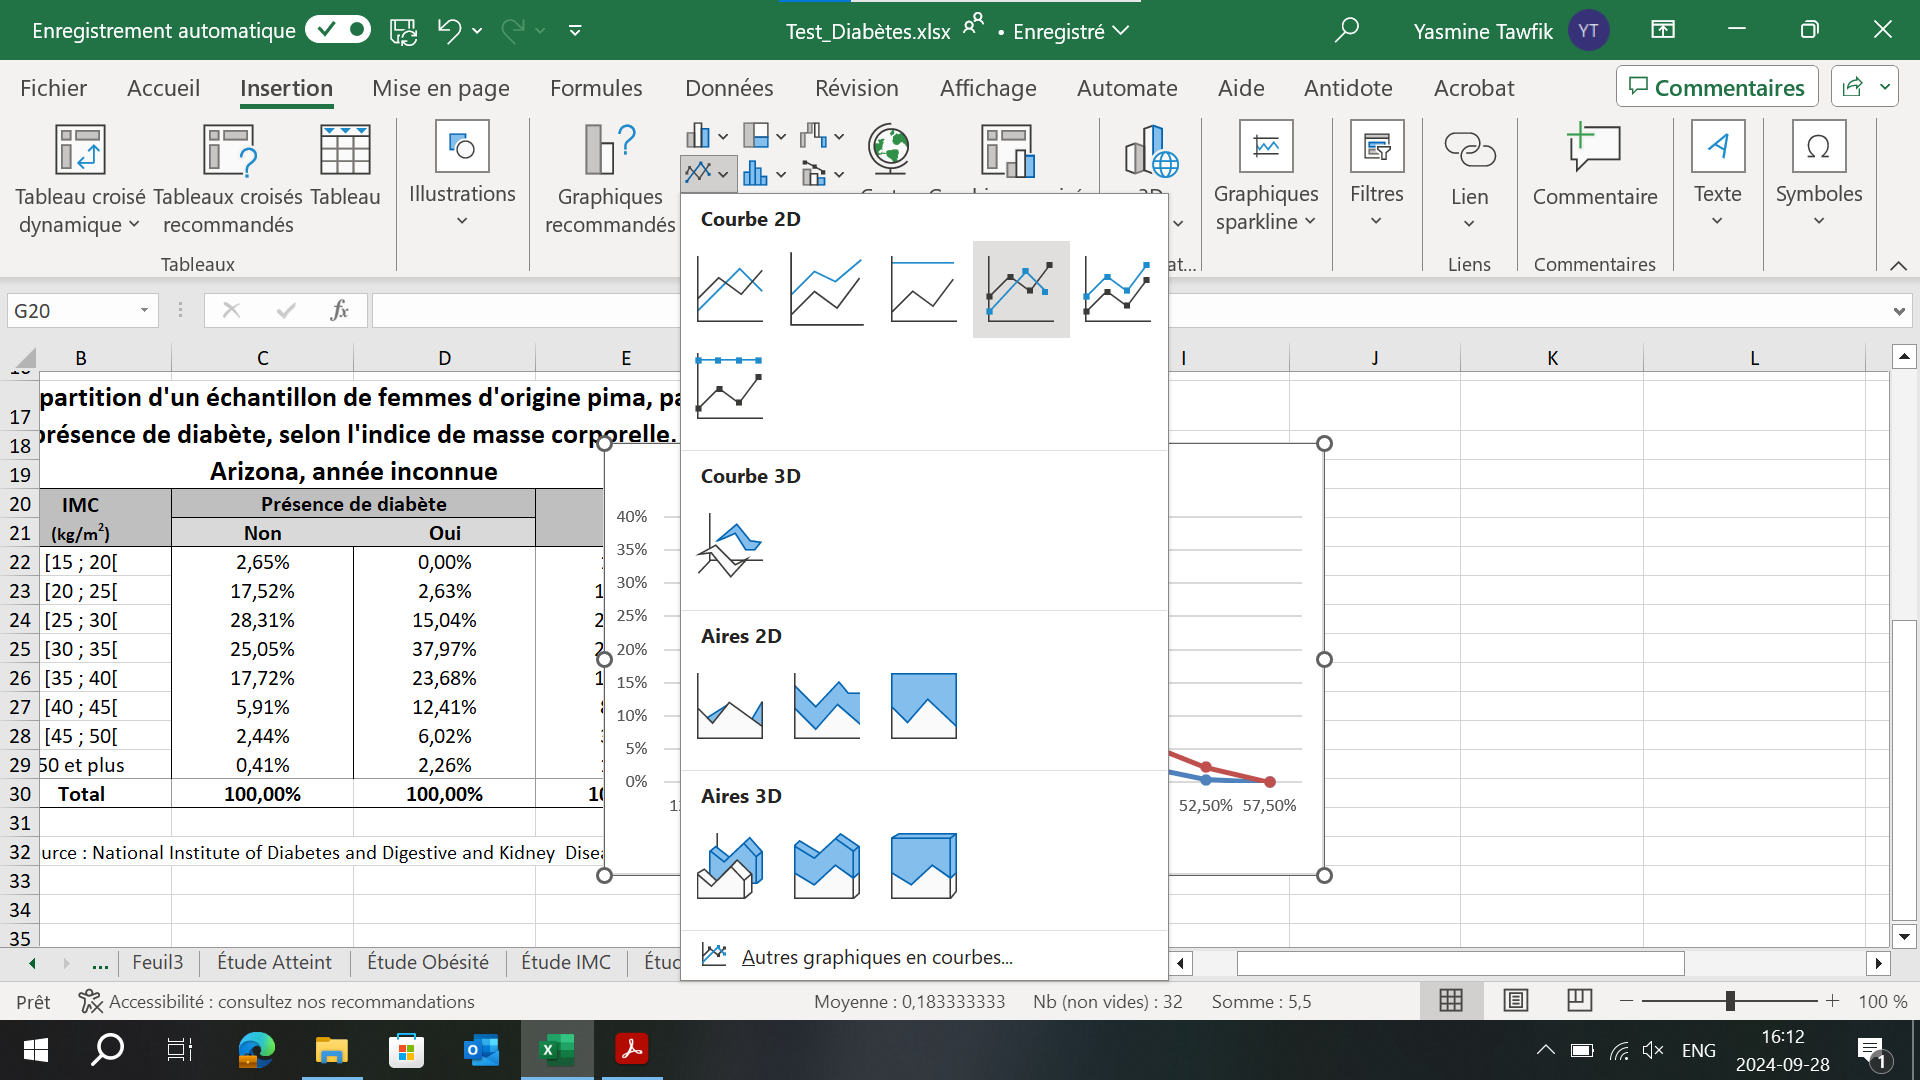 Enregistrement automatique
Test_Diabètes.xlsx
• Enregistré
Yasmine Tawfik
YT
Fichier
Accueil
Insertion
Mise en page
Formules
Données
Révision
Affichage
Automate
Aide
Antidote
Acrobat
Commentaires
Tableau croisé
dynamique
Tableaux croisés
recommandés
Tableau
Illustrations
Graphiques
recommandés
Graphiques
sparkline
Filtres
Lien
Commentaire
Texte
Symboles
Tableaux
Liens
Commentaires
G20
fx
B C D E I J K L
Courbe 2D
Courbe 3D
Aires 2D
Aires 3D
Autres graphiques en courbes...
17 partition d'un échantillon de femmes d'origine pima, pa
18 présence de diabète, selon l'indice de masse corporelle.
19 Arizona, année inconnue
20 IMC Présence de diabète
21 (kg/m²) Non Oui
22 [15 ; 20[ 2,65% 0,00%
23 [20 ; 25[ 17,52% 2,63% 1
24 [25 ; 30[ 28,31% 15,04% 2
25 [30 ; 35[ 25,05% 37,97% 2
26 [35 ; 40[ 17,72% 23,68% 1
27 [40 ; 45[ 5,91% 12,41%
28 [45 ; 50[ 2,44% 6,02%
29 50 et plus 0,41% 2,26%
30 Total 100,00% 100,00% 10
31
32 urce : National Institute of Diabetes and Digestive and Kidney Disea
33
34
35
40%
35%
30%
25%
20%
15%
10%
5%
0%
52,50% 57,50%
... Feuil3 Étude Atteint Étude Obésité Étude IMC Étud
Prêt
Accessibilité : consultez nos recommandations
Moyenne : 0,183333333
Nb (non vides) : 32
Somme : 5,5
100 %
ENG
16:12
2024-09-28
1